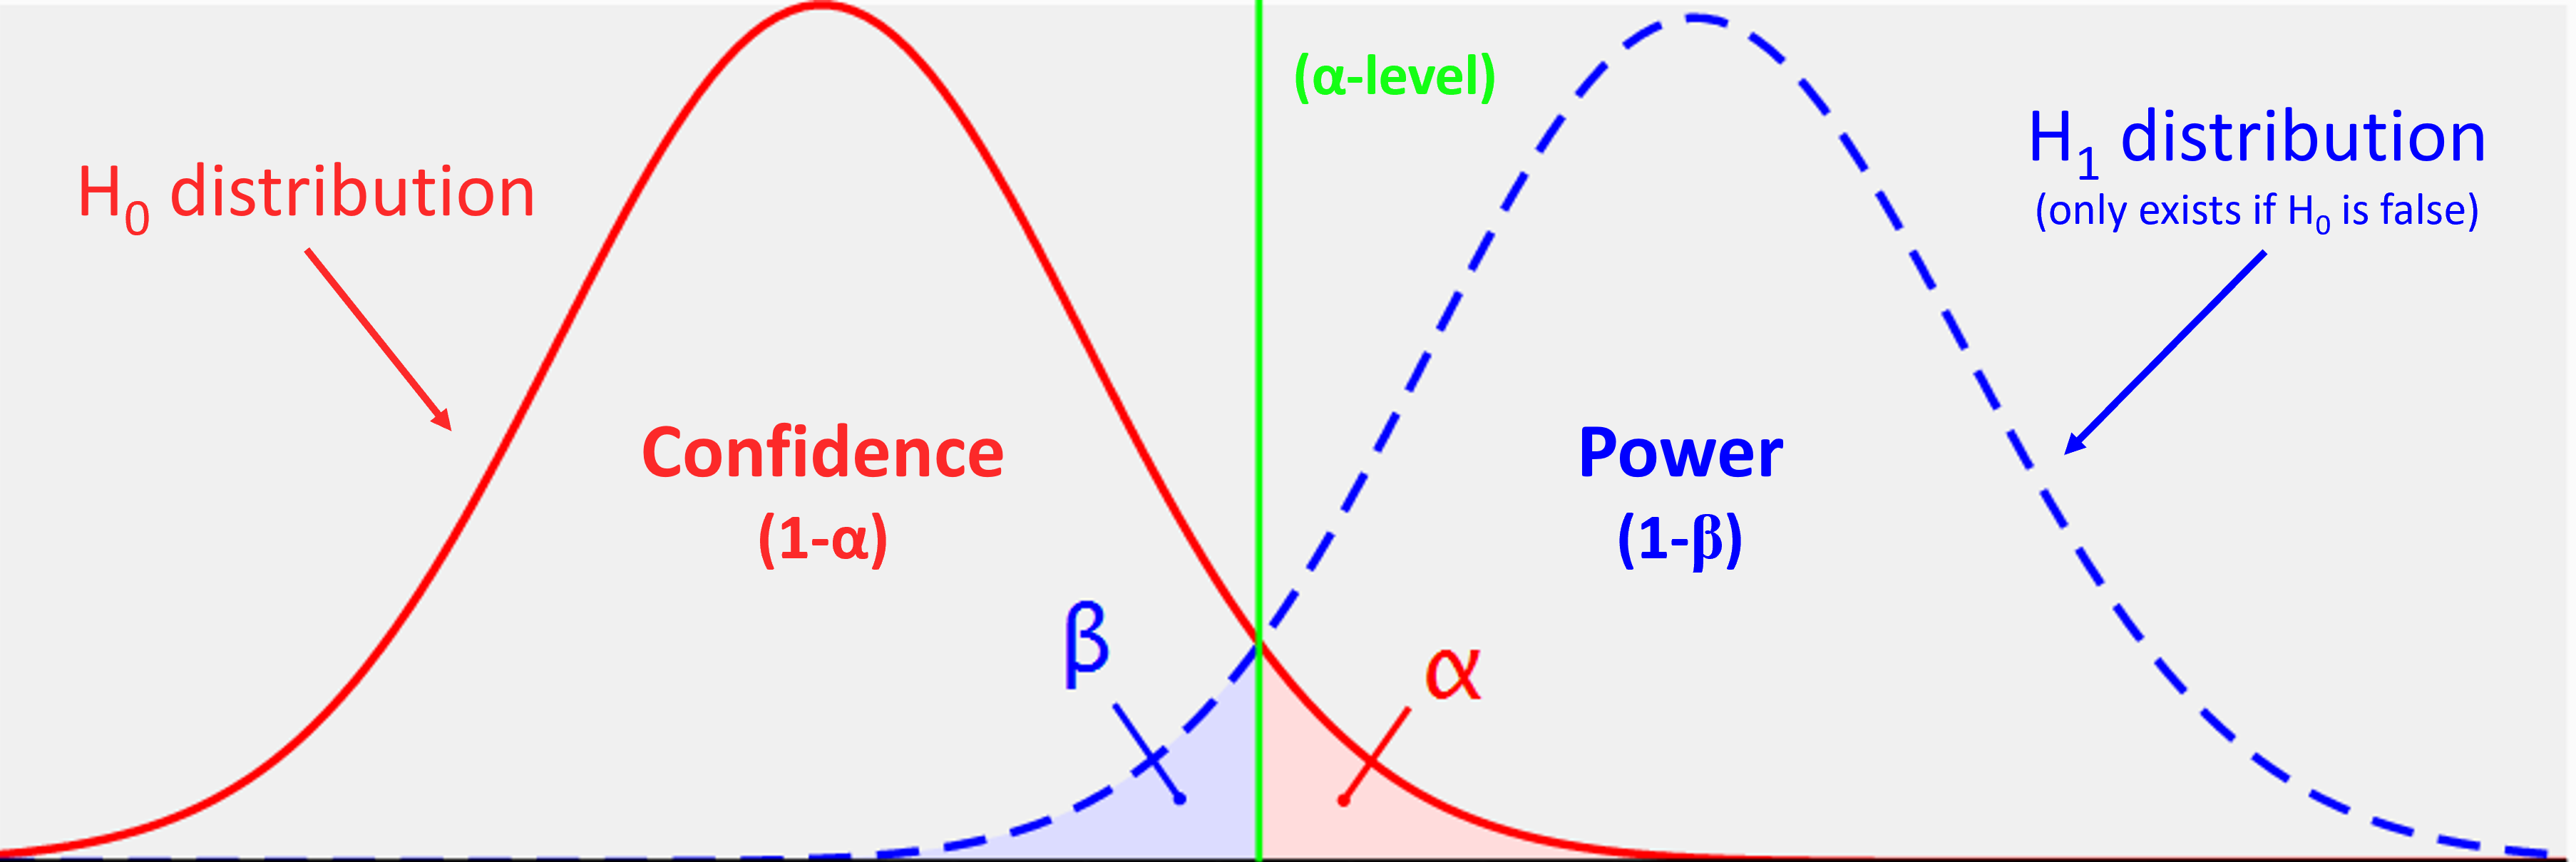 H₀ distribution
Confidence
(1-α)
β
(α-level)
α
Power
(1-β)
H₁ distribution
(only exists if H₀ is false)